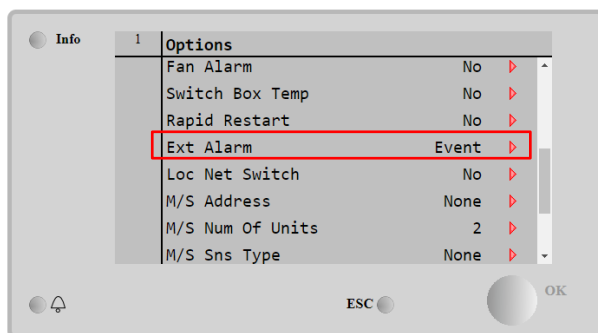 Info
1 Options
Fan Alarm No
Switch Box Temp No
Rapid Restart No
Ext Alarm Event
Loc Net Switch No
M/S Address None
M/S Num Of Units 2
M/S Sns Type None
ESC
OK